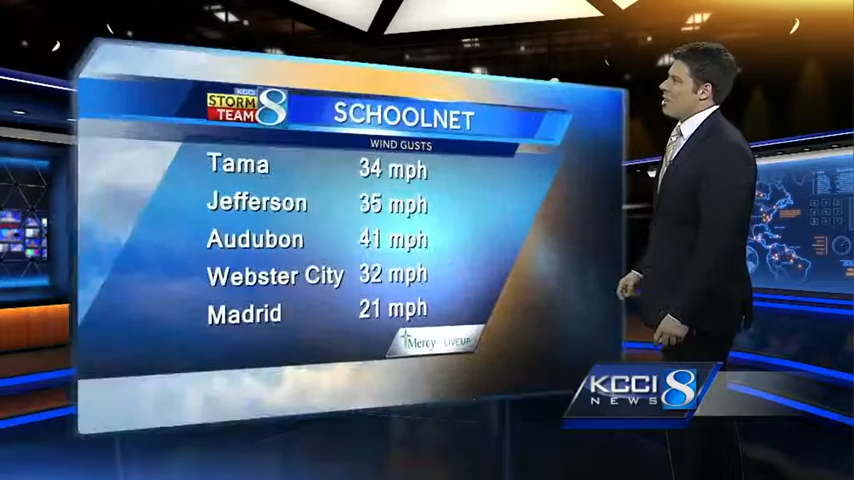 KCCI
STORM
TEAM 8
SCHOOLNET
WIND GUSTS
Tama 34 mph
Jefferson 35 mph
Audubon 41 mph
Webster City 32 mph
Madrid 21 mph
Mercy LIVEUP
KCCI 8
NEWS